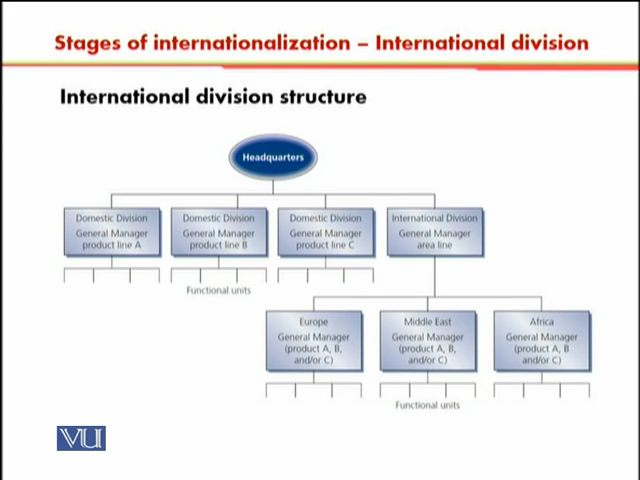 Stages of internationalization – International division
International division structure
Headquarters
Domestic Division
General Manager
product line A
Domestic Division
General Manager
product line B
Domestic Division
General Manager
product line C
International Division
General Manager
area line
Functional units
Europe
General Manager
(product A, B,
and/or C)
Middle East
General Manager
(product A, B,
and/or C)
Africa
General Manager
(product A, B
and/or C)
Functional units
VU